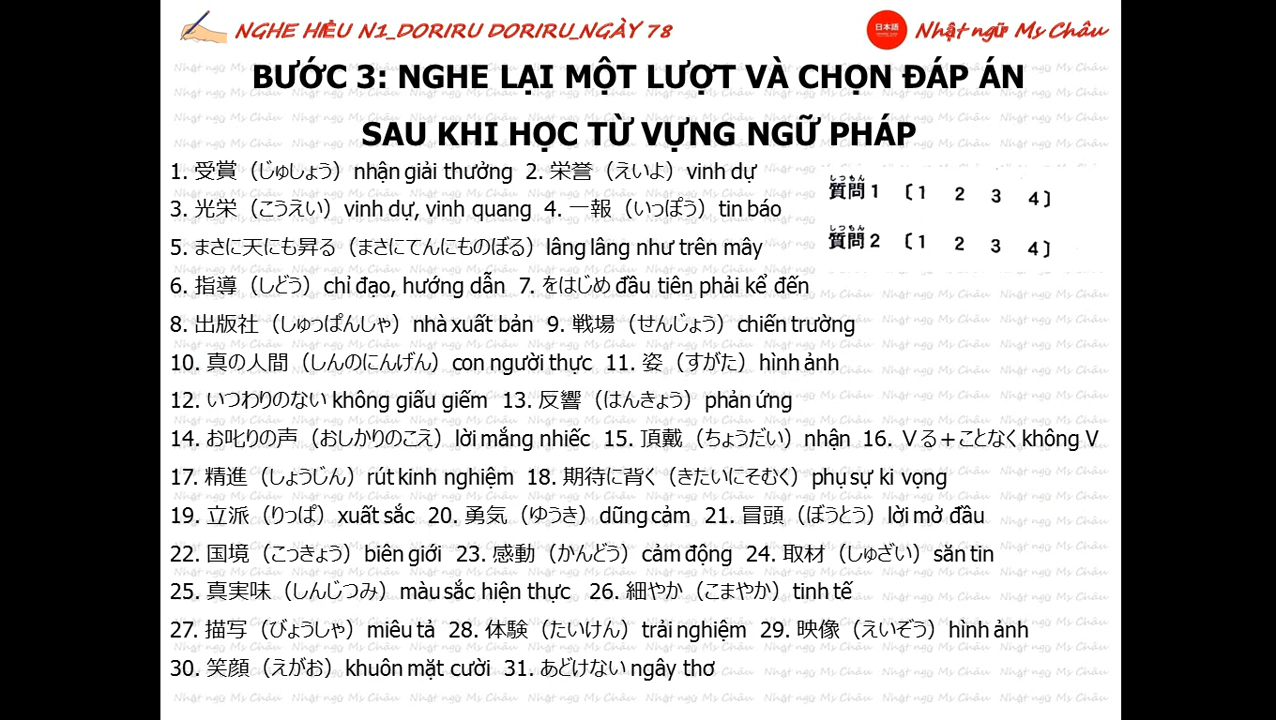 NGHE HIỂU N1_DORIRU DORIRU_NGÀY 78
日本語
Nhật ngữ Ms Châu
BƯỚC 3: NGHE LẠI MỘT LƯỢT VÀ CHỌN ĐÁP ÁN
SAU KHI HỌC TỪ VỰNG NGỮ PHÁP
1. 受賞（じゅしょう）nhận giải thưởng 2. 栄誉（えいよ）vinh dự
しつもん
質問1 〔1 2 3 4〕
3. 光栄（こうえい）vinh dự, vinh quang 4. 一報（いっぽう）tin báo
しつもん
質問2 〔1 2 3 4〕
5. まさに天にも昇る（まさにてんにものぼる）lâng lâng như trên mây
6. 指導（しどう）chỉ đạo, hướng dẫn 7. をはじめ đầu tiên phải kể đến
8. 出版社（しゅっぱんしゃ）nhà xuất bản 9. 戦場（せんじょう）chiến trường
10. 真の人間（しんのにんげん）con người thực 11. 姿（すがた）hình ảnh
12. いつわりのない không giấu giếm 13. 反響（はんきょう）phản ứng
14. お叱りの声（おしかりのこえ）lời mắng nhiếc 15. 頂戴（ちょうだい）nhận 16. Ｖる＋ことなく không V
17. 精進（しょうじん）rút kinh nghiệm 18. 期待に背く（きたいにそむく）phụ sự kì vọng
19. 立派（りっぱ）xuất sắc 20. 勇気（ゆうき）dũng cảm 21. 冒頭（ぼうとう）lời mở đầu
22. 国境（こっきょう）biên giới 23. 感動（かんどう）cảm động 24. 取材（しゅざい）săn tin
25. 真実味（しんじつみ）màu sắc hiện thực 26. 細やか（こまやか）tinh tế
27. 描写（びょうしゃ）miêu tả 28. 体験（たいけん）trải nghiệm 29. 映像（えいぞう）hình ảnh
30. 笑顔（えがお）khuôn mặt cười 31. あどけない ngây thơ